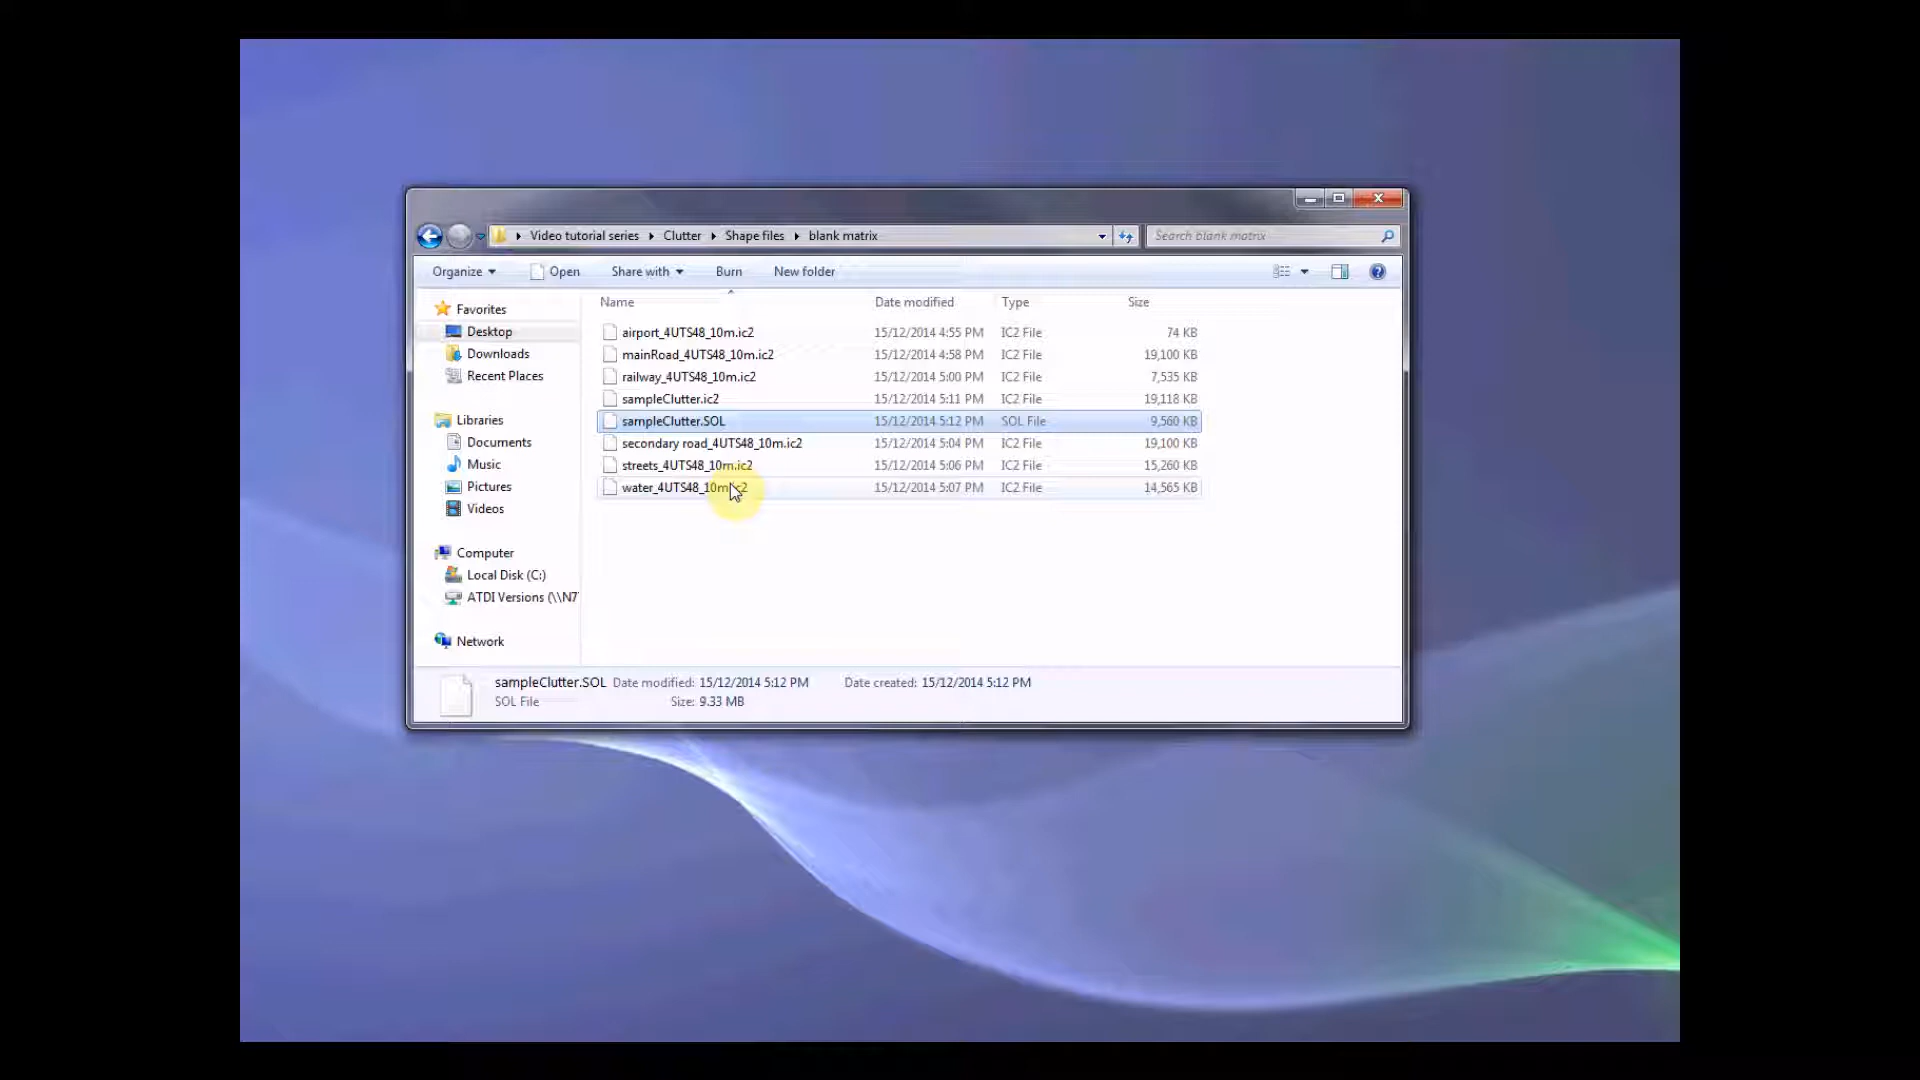 Video tutorial series Clutter Shape files blank matrix Search blank matrix
Organize Open Share with Burn New folder
Favorites
Desktop
Downloads
Recent Places
Libraries
Documents
Music
Pictures
Videos
Computer
Local Disk (C:)
ATDI Versions (\\N7
Network
Name Date modified Type Size
airport_4UTS48_10m.ic2 15/12/2014 4:55 PM IC2 File 74 KB
mainRoad_4UTS48_10m.ic2 15/12/2014 4:58 PM IC2 File 19,100 KB
railway_4UTS48_10m.ic2 15/12/2014 5:00 PM IC2 File 7,535 KB
sampleClutter.ic2 15/12/2014 5:11 PM IC2 File 19,118 KB
sampleClutter.SOL 15/12/2014 5:12 PM SOL File 9,560 KB
secondary road_4UTS48_10m.ic2 15/12/2014 5:04 PM IC2 File 19,100 KB
streets_4UTS48_10m.ic2 15/12/2014 5:06 PM IC2 File 15,260 KB
water_4UTS48_10m.ic2 15/12/2014 5:07 PM IC2 File 14,565 KB
sampleClutter.SOL Date modified: 15/12/2014 5:12 PM Date created: 15/12/2014 5:12 PM
SOL File Size: 9.33 MB